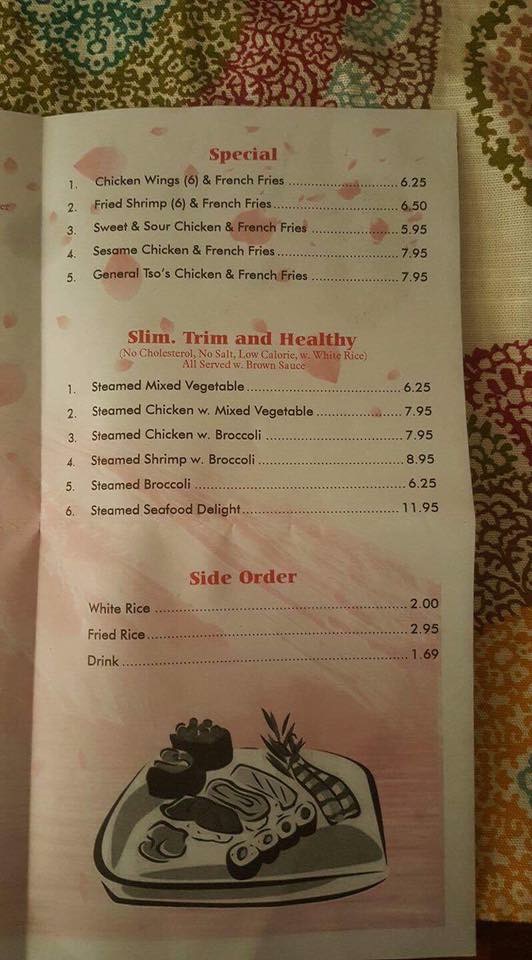 Special
1. Chicken Wings (6) & French Fries ............................ 6.25
2. Fried Shrimp (6) & French Fries ............................ 6.50
3. Sweet & Sour Chicken & French Fries ............................ 5.95
4. Sesame Chicken & French Fries ............................ 7.95
5. General Tso's Chicken & French Fries ............................ 7.95
Slim. Trim and Healthy
(No Cholesterol, No Salt, Low Calorie, w. White Rice)
All Served w. Brown Sauce
1. Steamed Mixed Vegetable ............................ 6.25
2. Steamed Chicken w. Mixed Vegetable ............................ 7.95
3. Steamed Chicken w. Broccoli ............................ 7.95
4. Steamed Shrimp w. Broccoli ............................ 8.95
5. Steamed Broccoli ............................ 6.25
6. Steamed Seafood Delight ............................ 11.95
Side Order
White Rice ............................ 2.00
Fried Rice ............................ 2.95
Drink ............................ 1.69